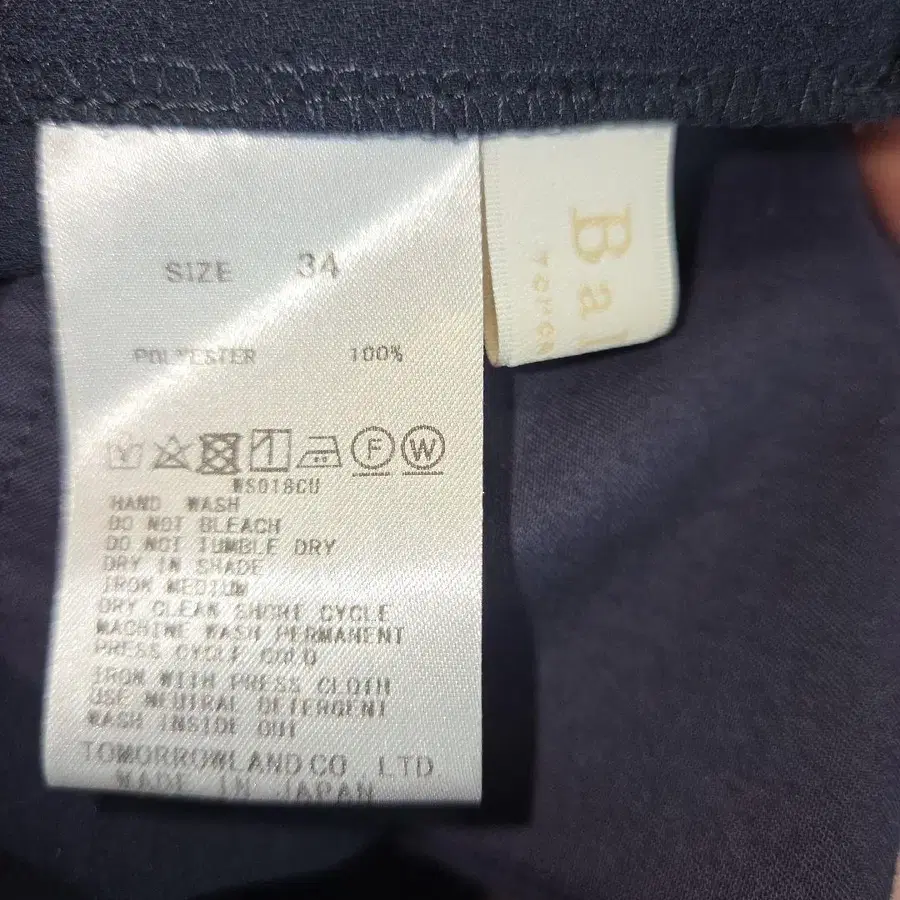 SIZE 34
POLYESTER 100%
F W
WS018CU
HAND WASH
DO NOT BLEACH
DO NOT TUMBLE DRY
DRY IN SHADE
IRON MEDIUM
DRY CLEAN SHORT CYCLE
MACHINE WASH PERMANENT
PRESS CYCLE COLD
IRON WITH PRESS CLOTH
USE NEUTRAL DETERGENT
WASH INSIDE OUT
TOMORROWLAND CO LTD.
MADE IN JAPAN
Bal